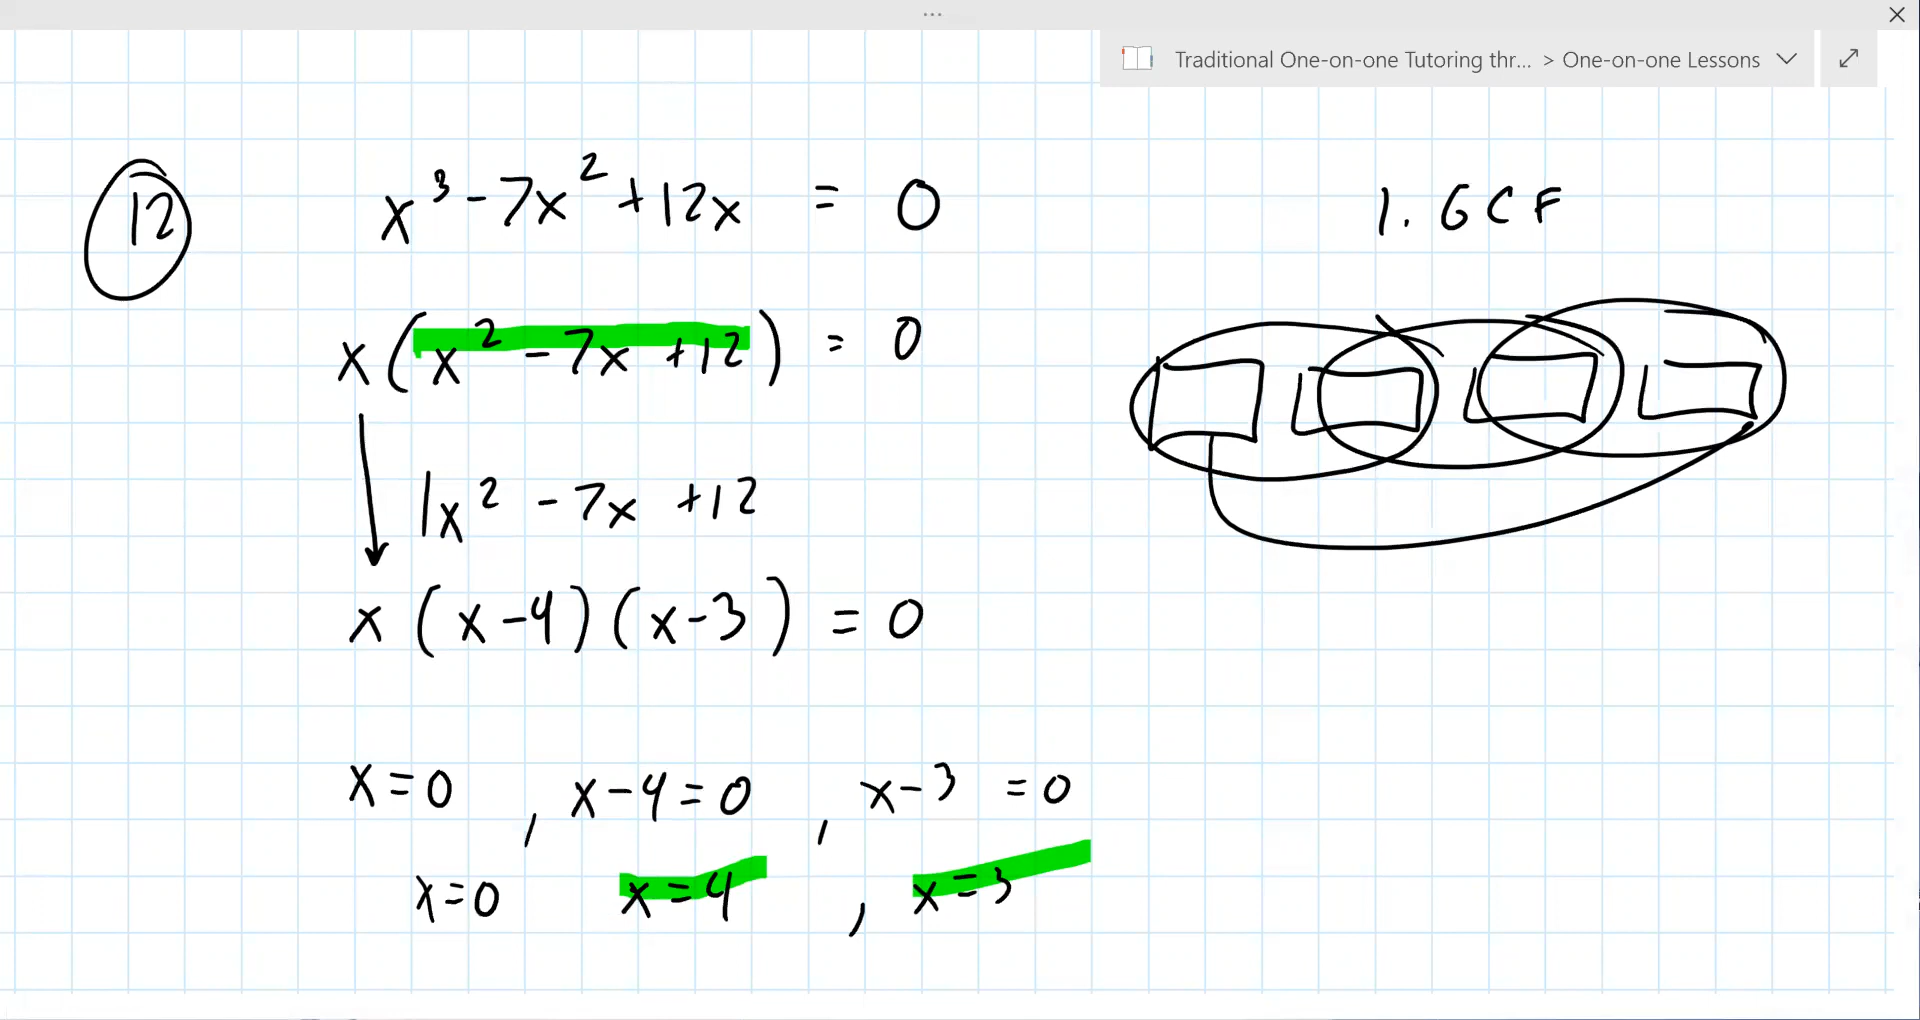 Traditional One-on-one Tutoring thr... > One-on-one Lessons
12
x³ - 7x² + 12x = 0
1. GCF
x(x² - 7x + 12) = 0
1x² - 7x + 12
x(x-4)(x-3) = 0
x=0, x-4=0, x-3=0
x=0 x=4, x=3